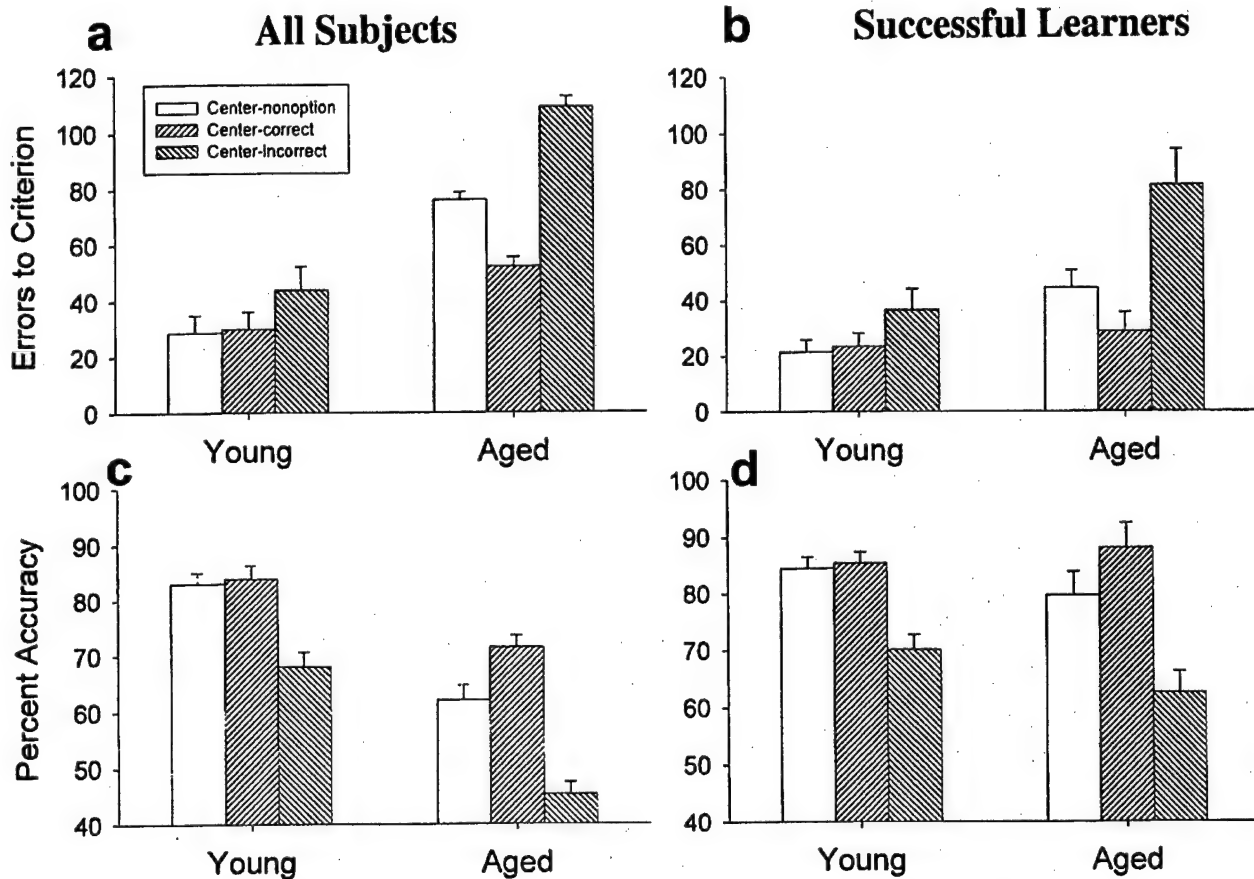 a All Subjects
b Successful Learners
Errors to Criterion
120
100
80
60
40
20
0
Center-nonoption
Center-correct
Center-incorrect
Young Aged
120
100
80
60
40
20
0
Young Aged
c
Percent Accuracy
100
90
80
70
60
50
40
Young Aged
d
100
90
80
70
60
50
40
Young Aged